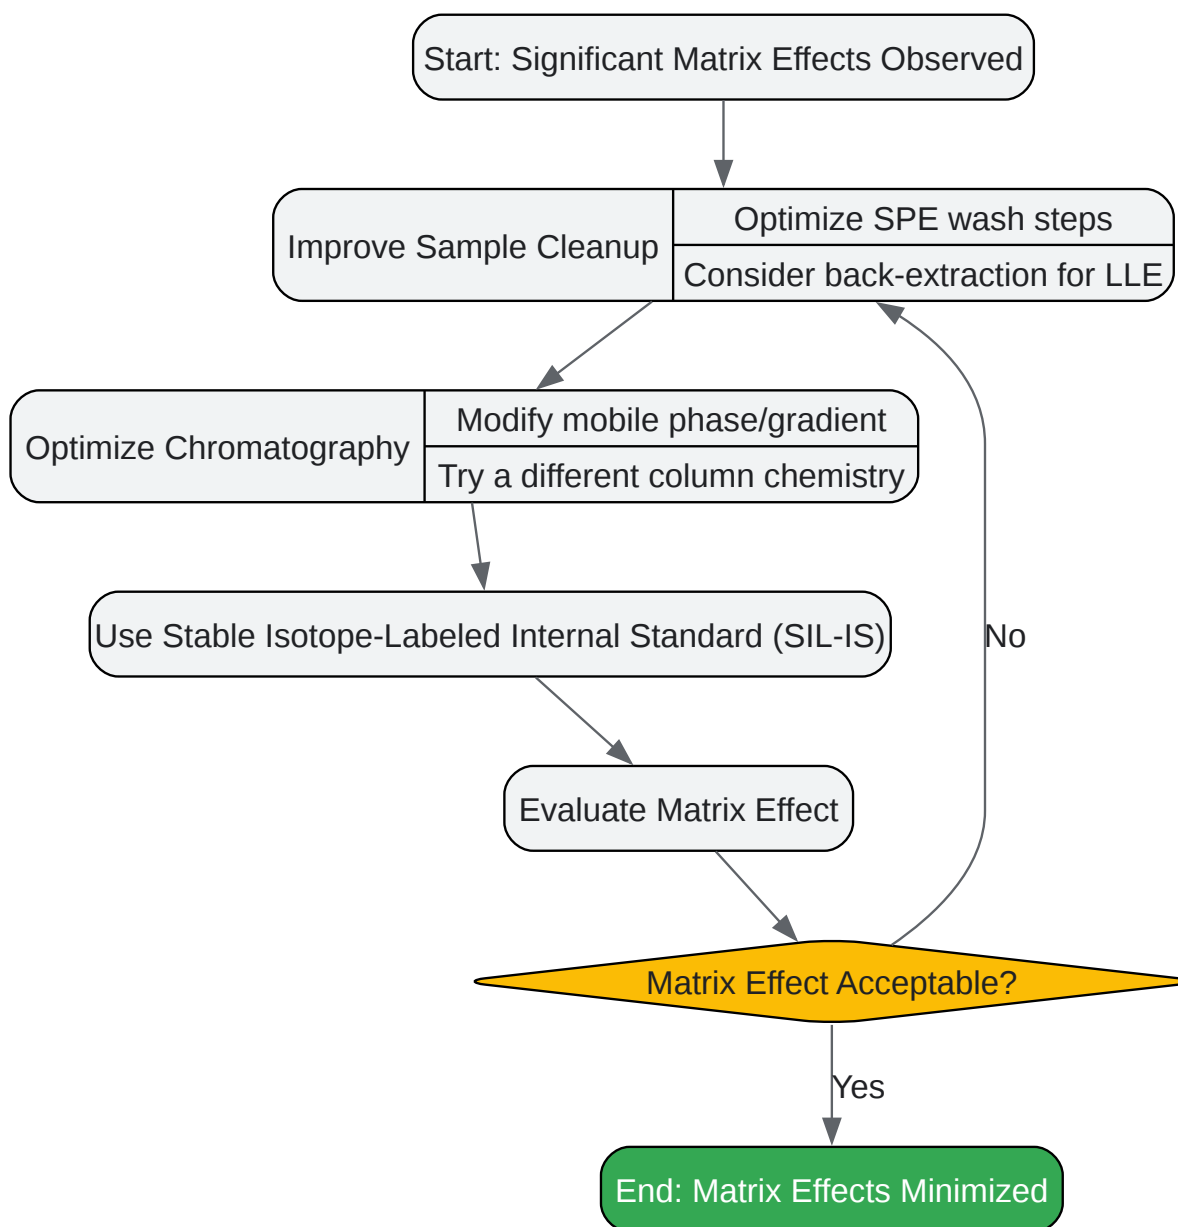 Start: Significant Matrix Effects Observed
Improve Sample Cleanup
Optimize SPE wash steps
Consider back-extraction for LLE
Optimize Chromatography
Modify mobile phase/gradient
Try a different column chemistry
Use Stable Isotope-Labeled Internal Standard (SIL-IS)
No
Evaluate Matrix Effect
Matrix Effect Acceptable?
Yes
End: Matrix Effects Minimized